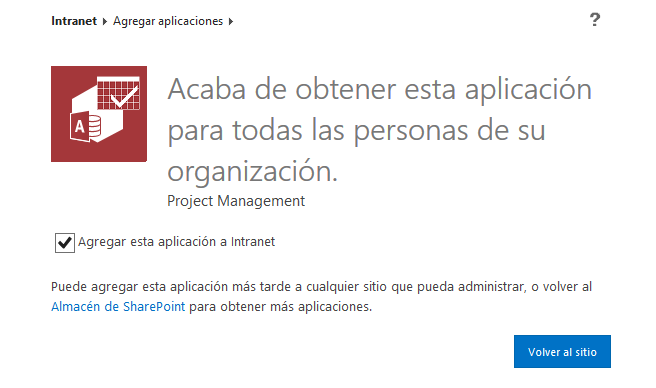 Intranet Agregar aplicaciones
?
A
Acaba de obtener esta aplicación
para todas las personas de su
organización.
Project Management
Agregar esta aplicación a Intranet
Puede agregar esta aplicación más tarde a cualquier sitio que pueda administrar, o volver al
Almacén de SharePoint para obtener más aplicaciones.
Volver al sitio